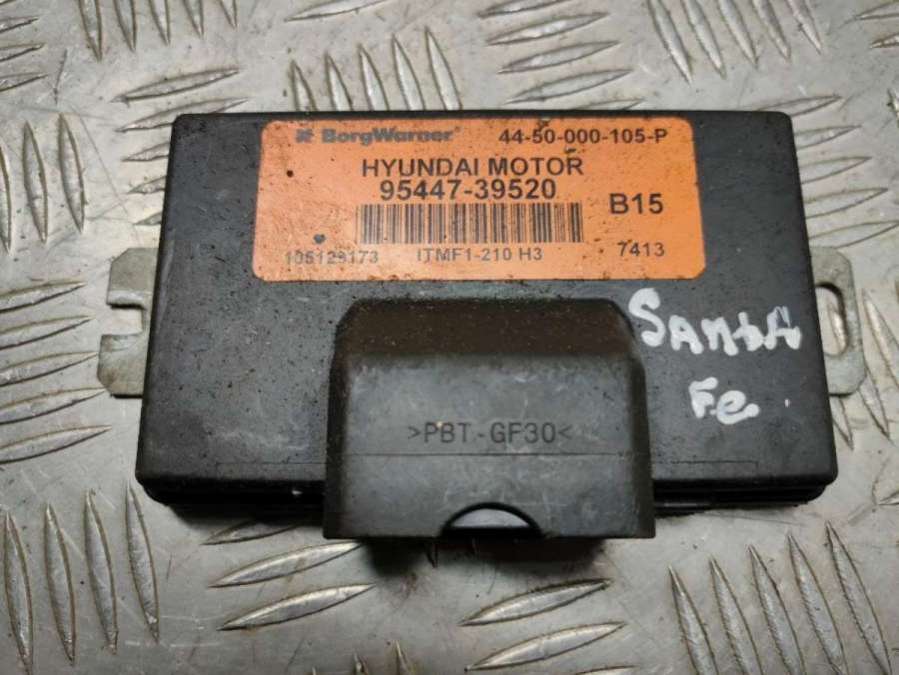 BorgWarner 44-50-000-105-P
HYUNDAI MOTOR
95447-39520
B15
105129173 ITMF1-210 H3 7413
SANtA
Fe.
>PBT-GF30<